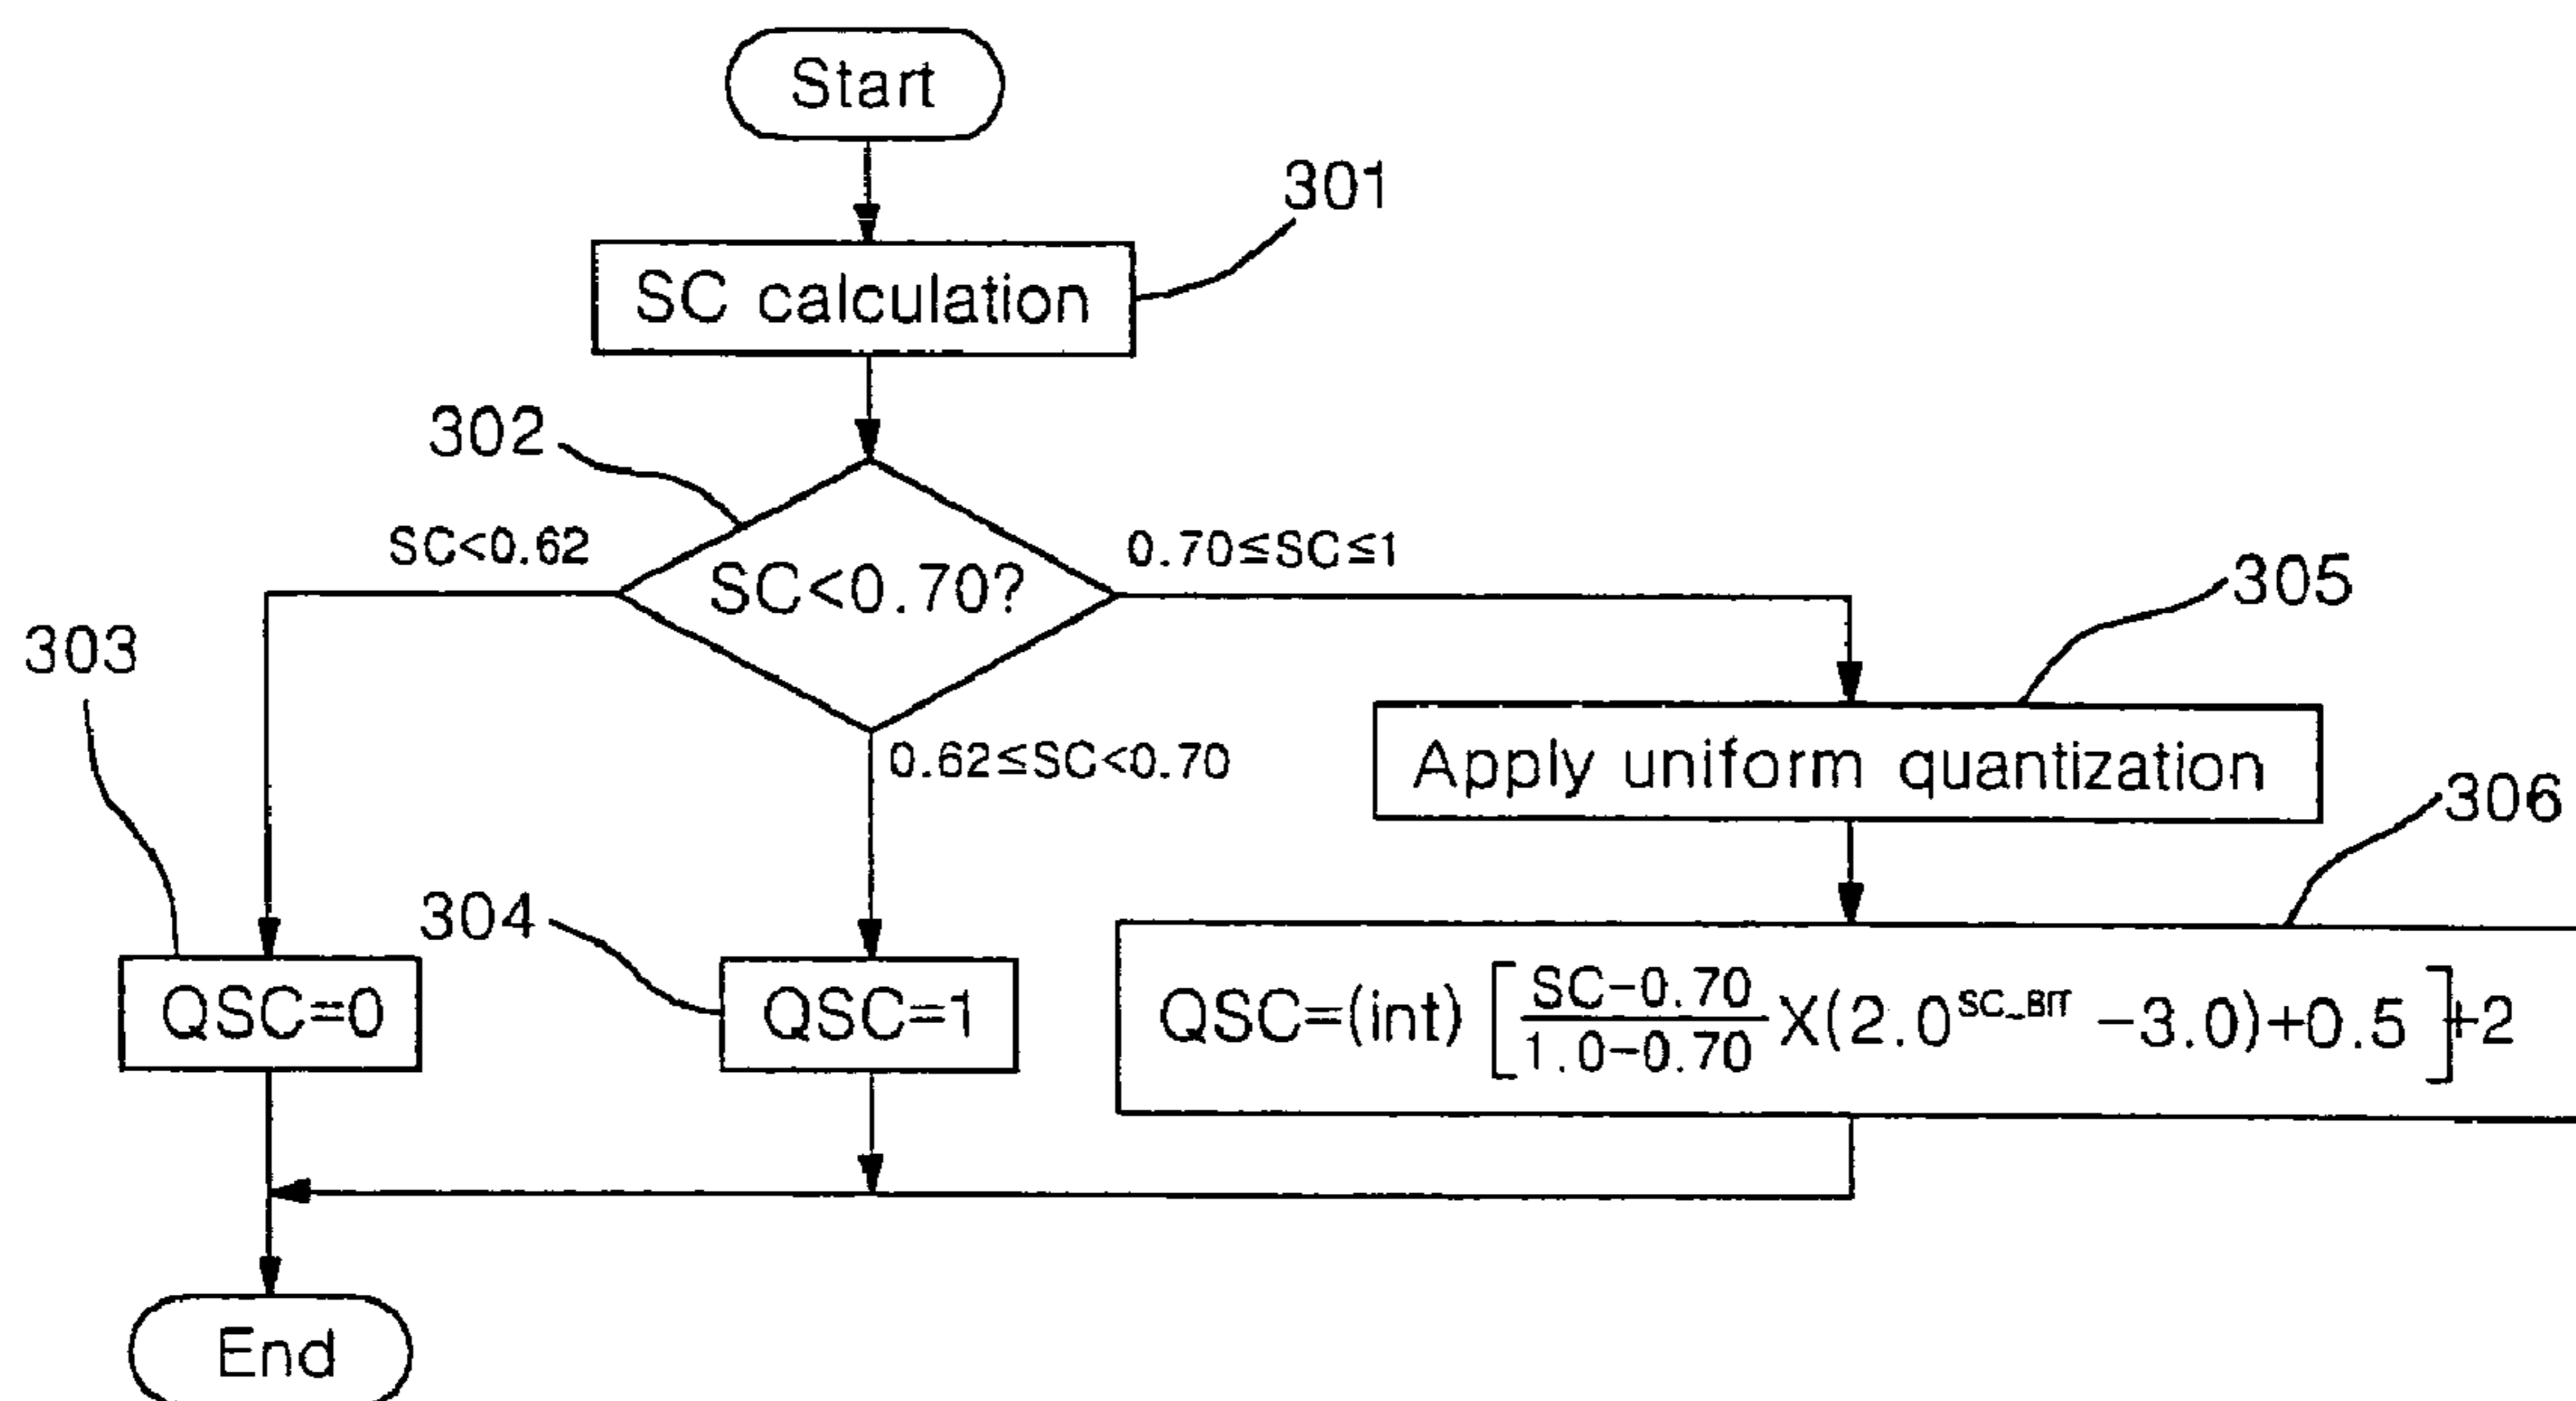 Start
301
SC calculation
302
SC<0.62
SC<0.70?
0.70≤SC≤1
305
303
0.62≤SC<0.70
Apply uniform quantization
306
304
QSC=0
QSC=1
QSC=(int) [SC-0.70/1.0-0.70 X(2.0^SC_BIT -3.0)+0.5 ]+2
End